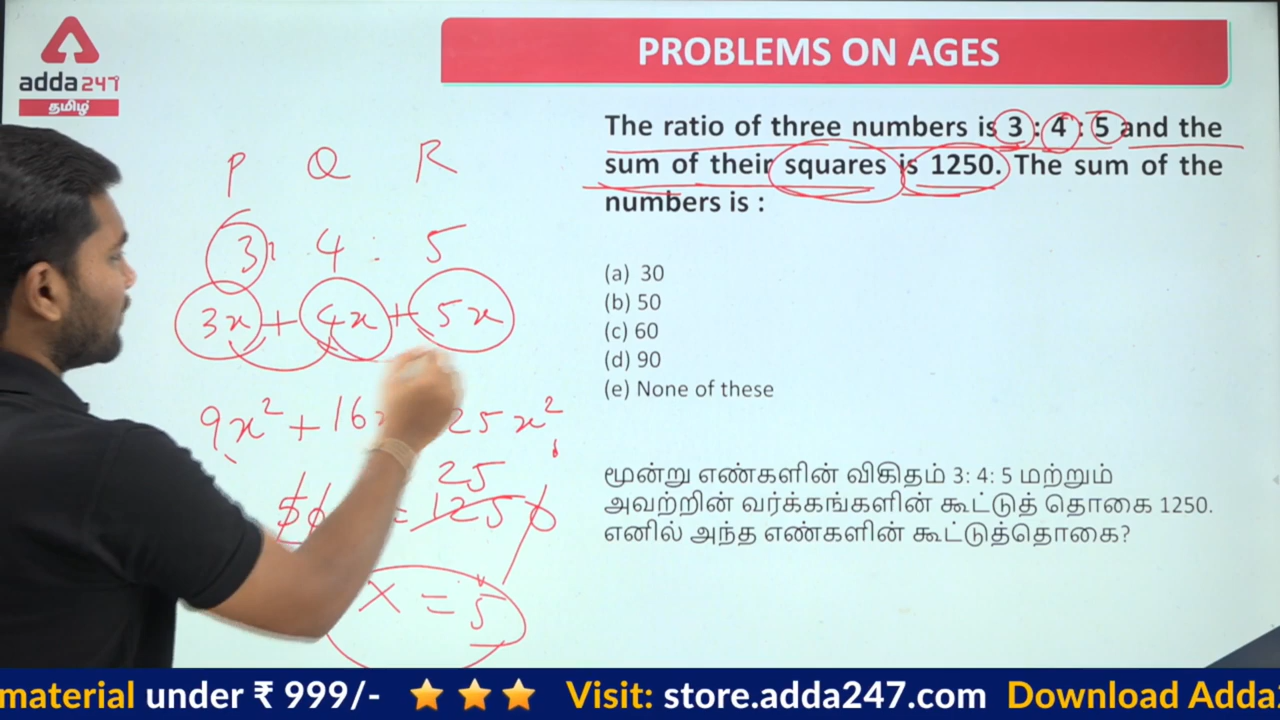 adda247
தமிழ்
PROBLEMS ON AGES
The ratio of three numbers is 3 : 4 : 5 and the
sum of their squares is 1250. The sum of the
numbers is :
(a) 30
(b) 50
(c) 60
(d) 90
(e) None of these
மூன்று எண்களின் விகிதம் 3: 4: 5 மற்றும்
அவற்றின் வர்க்கங்களின் கூட்டுத் தொகை 1250.
எனில் அந்த எண்களின் கூட்டுத்தொகை?
P Q R
3 : 4 : 5
3x + 4x + 5x
9x² + 16 25x²
25
= 1250
x = 5
material under ₹ 999/- Visit: store.adda247.com Download Adda